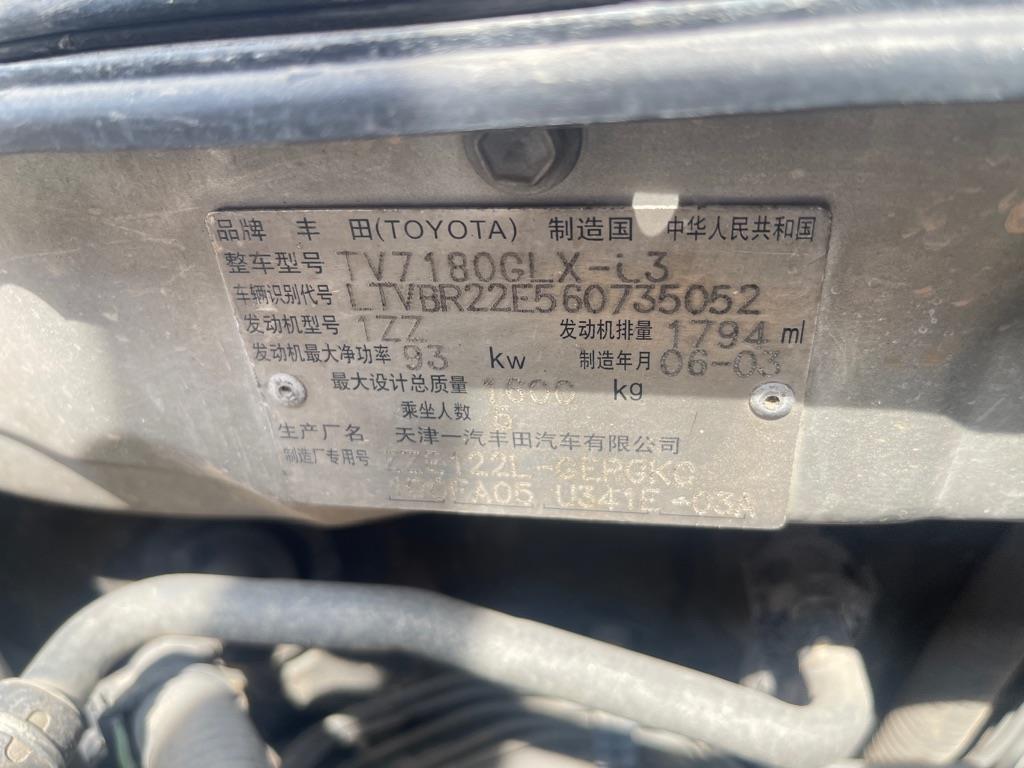 品牌 丰 田(TOYOTA) 制造国 中华人民共和国
整车型号 TV7180GLX-i3
车辆识别代号 LTVBR22E560735052
发动机型号 1ZZ 发动机排量 1794 ml
发动机最大净功率 93 kw 制造年月 06-03
最大设计总质量 1600 kg
乘坐人数 5
生产厂名 天津一汽丰田汽车有限公司
制造厂专用号 ZZE122L-GEPGKC
U341E -03A